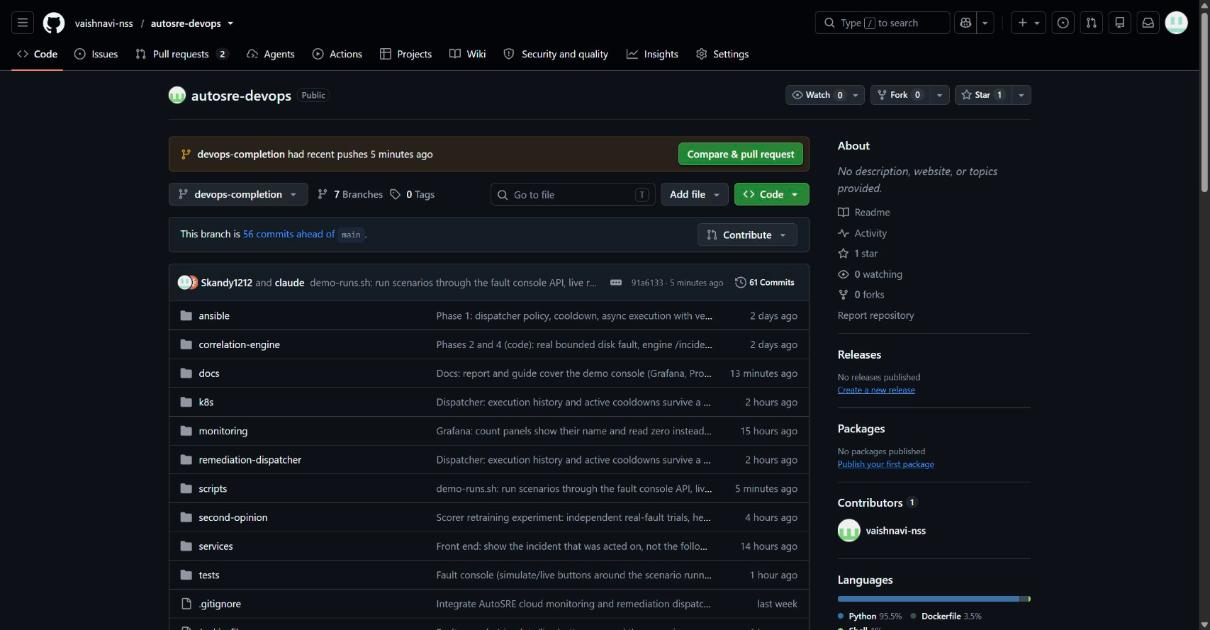 vaishnavi-nss / autosre-devops
Type / to search
Code Issues Pull requests 2 Agents Actions Projects Wiki Security and quality Insights Settings
autosre-devops Public
Watch 0 Fork 0 Star 1
devops-completion had recent pushes 5 minutes ago
Compare & pull request
devops-completion 7 Branches 0 Tags Go to file T Add file Code
This branch is 56 commits ahead of main.
Contribute
Skandy1212 and claude demo-runs.sh: run scenarios through the fault console API, live r... 91a6133 · 5 minutes ago 61 Commits
ansible Phase 1: dispatcher policy, cooldown, async execution with ve... 2 days ago
correlation-engine Phases 2 and 4 (code): real bounded disk fault, engine /incide... 2 days ago
docs Docs: report and guide cover the demo console (Grafana, Pro... 13 minutes ago
k8s Dispatcher: execution history and active cooldowns survive a ... 2 hours ago
monitoring Grafana: count panels show their name and read zero instead... 15 hours ago
remediation-dispatcher Dispatcher: execution history and active cooldowns survive a ... 2 hours ago
scripts demo-runs.sh: run scenarios through the fault console API, liv... 5 minutes ago
second-opinion Scorer retraining experiment: independent real-fault trials, he... 4 hours ago
services Front end: show the incident that was acted on, not the follo... 14 hours ago
tests Fault console (simulate/live buttons around the scenario runn... 1 hour ago
.gitignore Integrate AutoSRE cloud monitoring and remediation dispatc... last week
About
No description, website, or topics
provided.
Readme
Activity
1 star
0 watching
0 forks
Report repository
Releases
No releases published
Create a new release
Packages
No packages published
Publish your first package
Contributors 1
vaishnavi-nss
Languages
Python 95.5% Dockerfile 3.5%